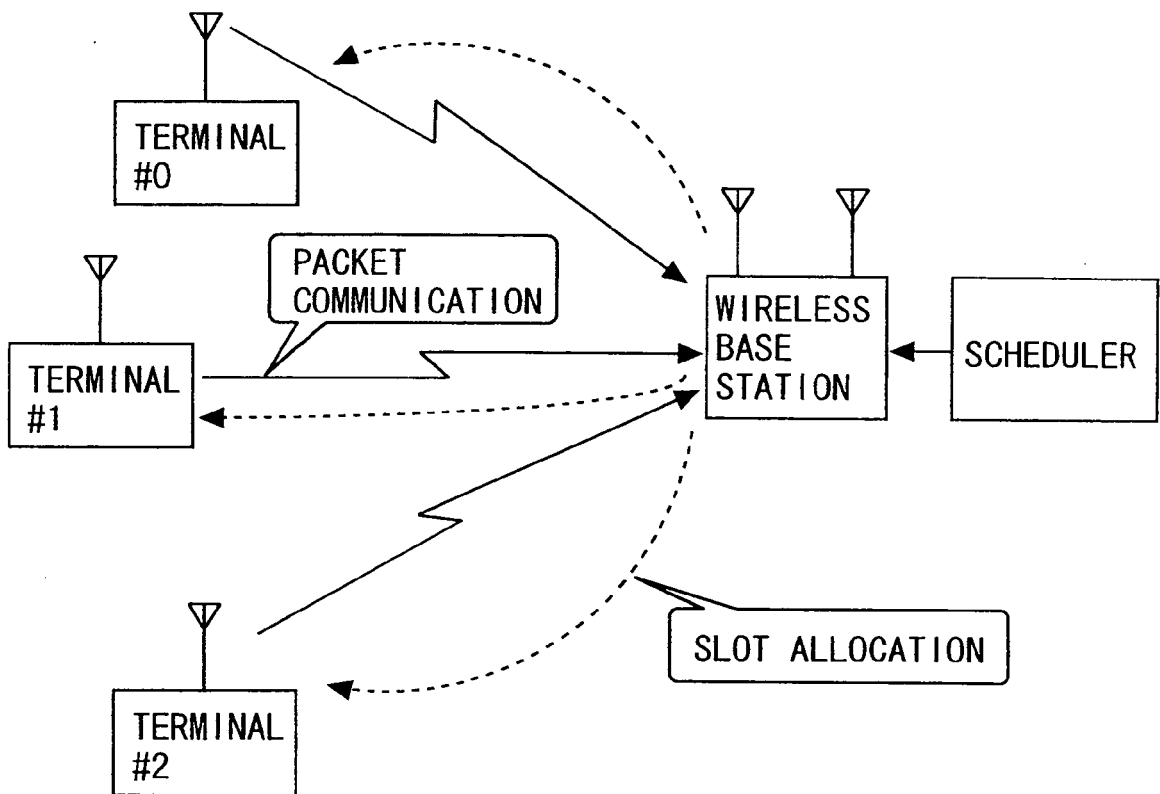 TERMINAL
#0
PACKET
COMMUNICATION
TERMINAL
#1
WIRELESS
BASE
STATION
SCHEDULER
SLOT ALLOCATION
TERMINAL
#2